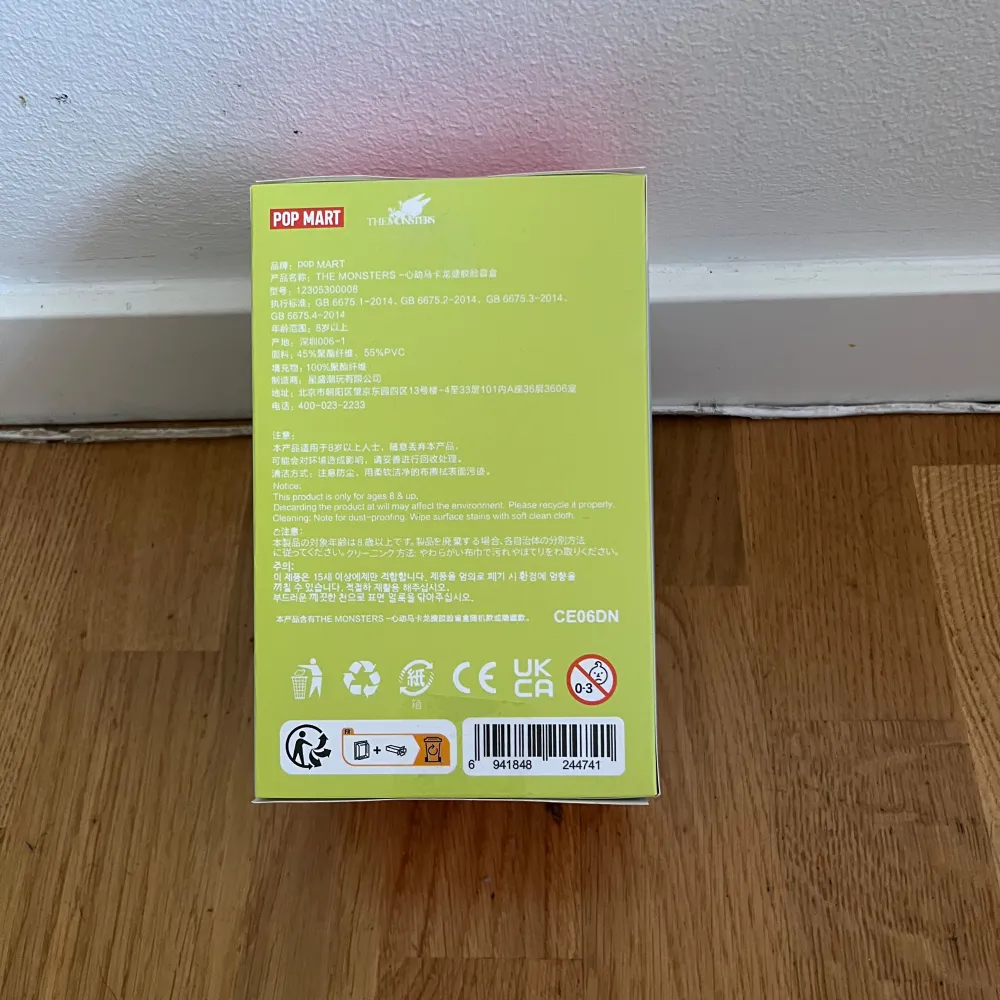 POP MART THE MONSTERS
品牌：pop MART
产品名称：THE MONSTERS -心动马卡龙搪胶脸盲盒
型号：12305300008
执行标准：GB 6675.1-2014、GB 6675.2-2014、GB 6675.3-2014、
GB 6675.4-2014
年龄范围：8岁以上
产地：深圳006-1
面料：45%聚酯纤维、55%PVC
填充物：100%聚酯纤维
制造商：星盛潮玩有限公司
地址：北京市朝阳区望京东园四区13号楼-4至33层101内A座36层3606室
电话：400-023-2233
注意：
本产品适用于8岁以上人士，随意丢弃本产品，
可能会对环境造成影响，请妥善进行回收处理。
清洁方式：注意防尘，用柔软洁净的布擦拭表面污迹。
Notice:
This product is only for ages 8 & up,
Discarding the product at will may affect the environment. Please recycle it properly.
Cleaning: Note for dust-proofing. Wipe surface stains with soft clean cloth.
注意:
本製品の対象年齢は8歳以上です。製品を廃棄する場合、各自治体の分別方法
に従ってください。クリーニング方法: やわらかい布巾で汚れやほてりをわ取りください。
주의:
이 제품은 15세 이상에게만 적합합니다. 제품을 임의로 폐기 시 환경에 영향을
끼칠 수 있습니다. 적절하 재활용 해주십시오.
부드러운 깨끗한 천으로 표면 얼룩을 닦아주십시오.
本产品含有THE MONSTERS -心动马卡龙搪胶脸盲盒随机款或隐藏款。 CE06DN
紙 CE UK CA 0-3
FR +
6 941848 244741